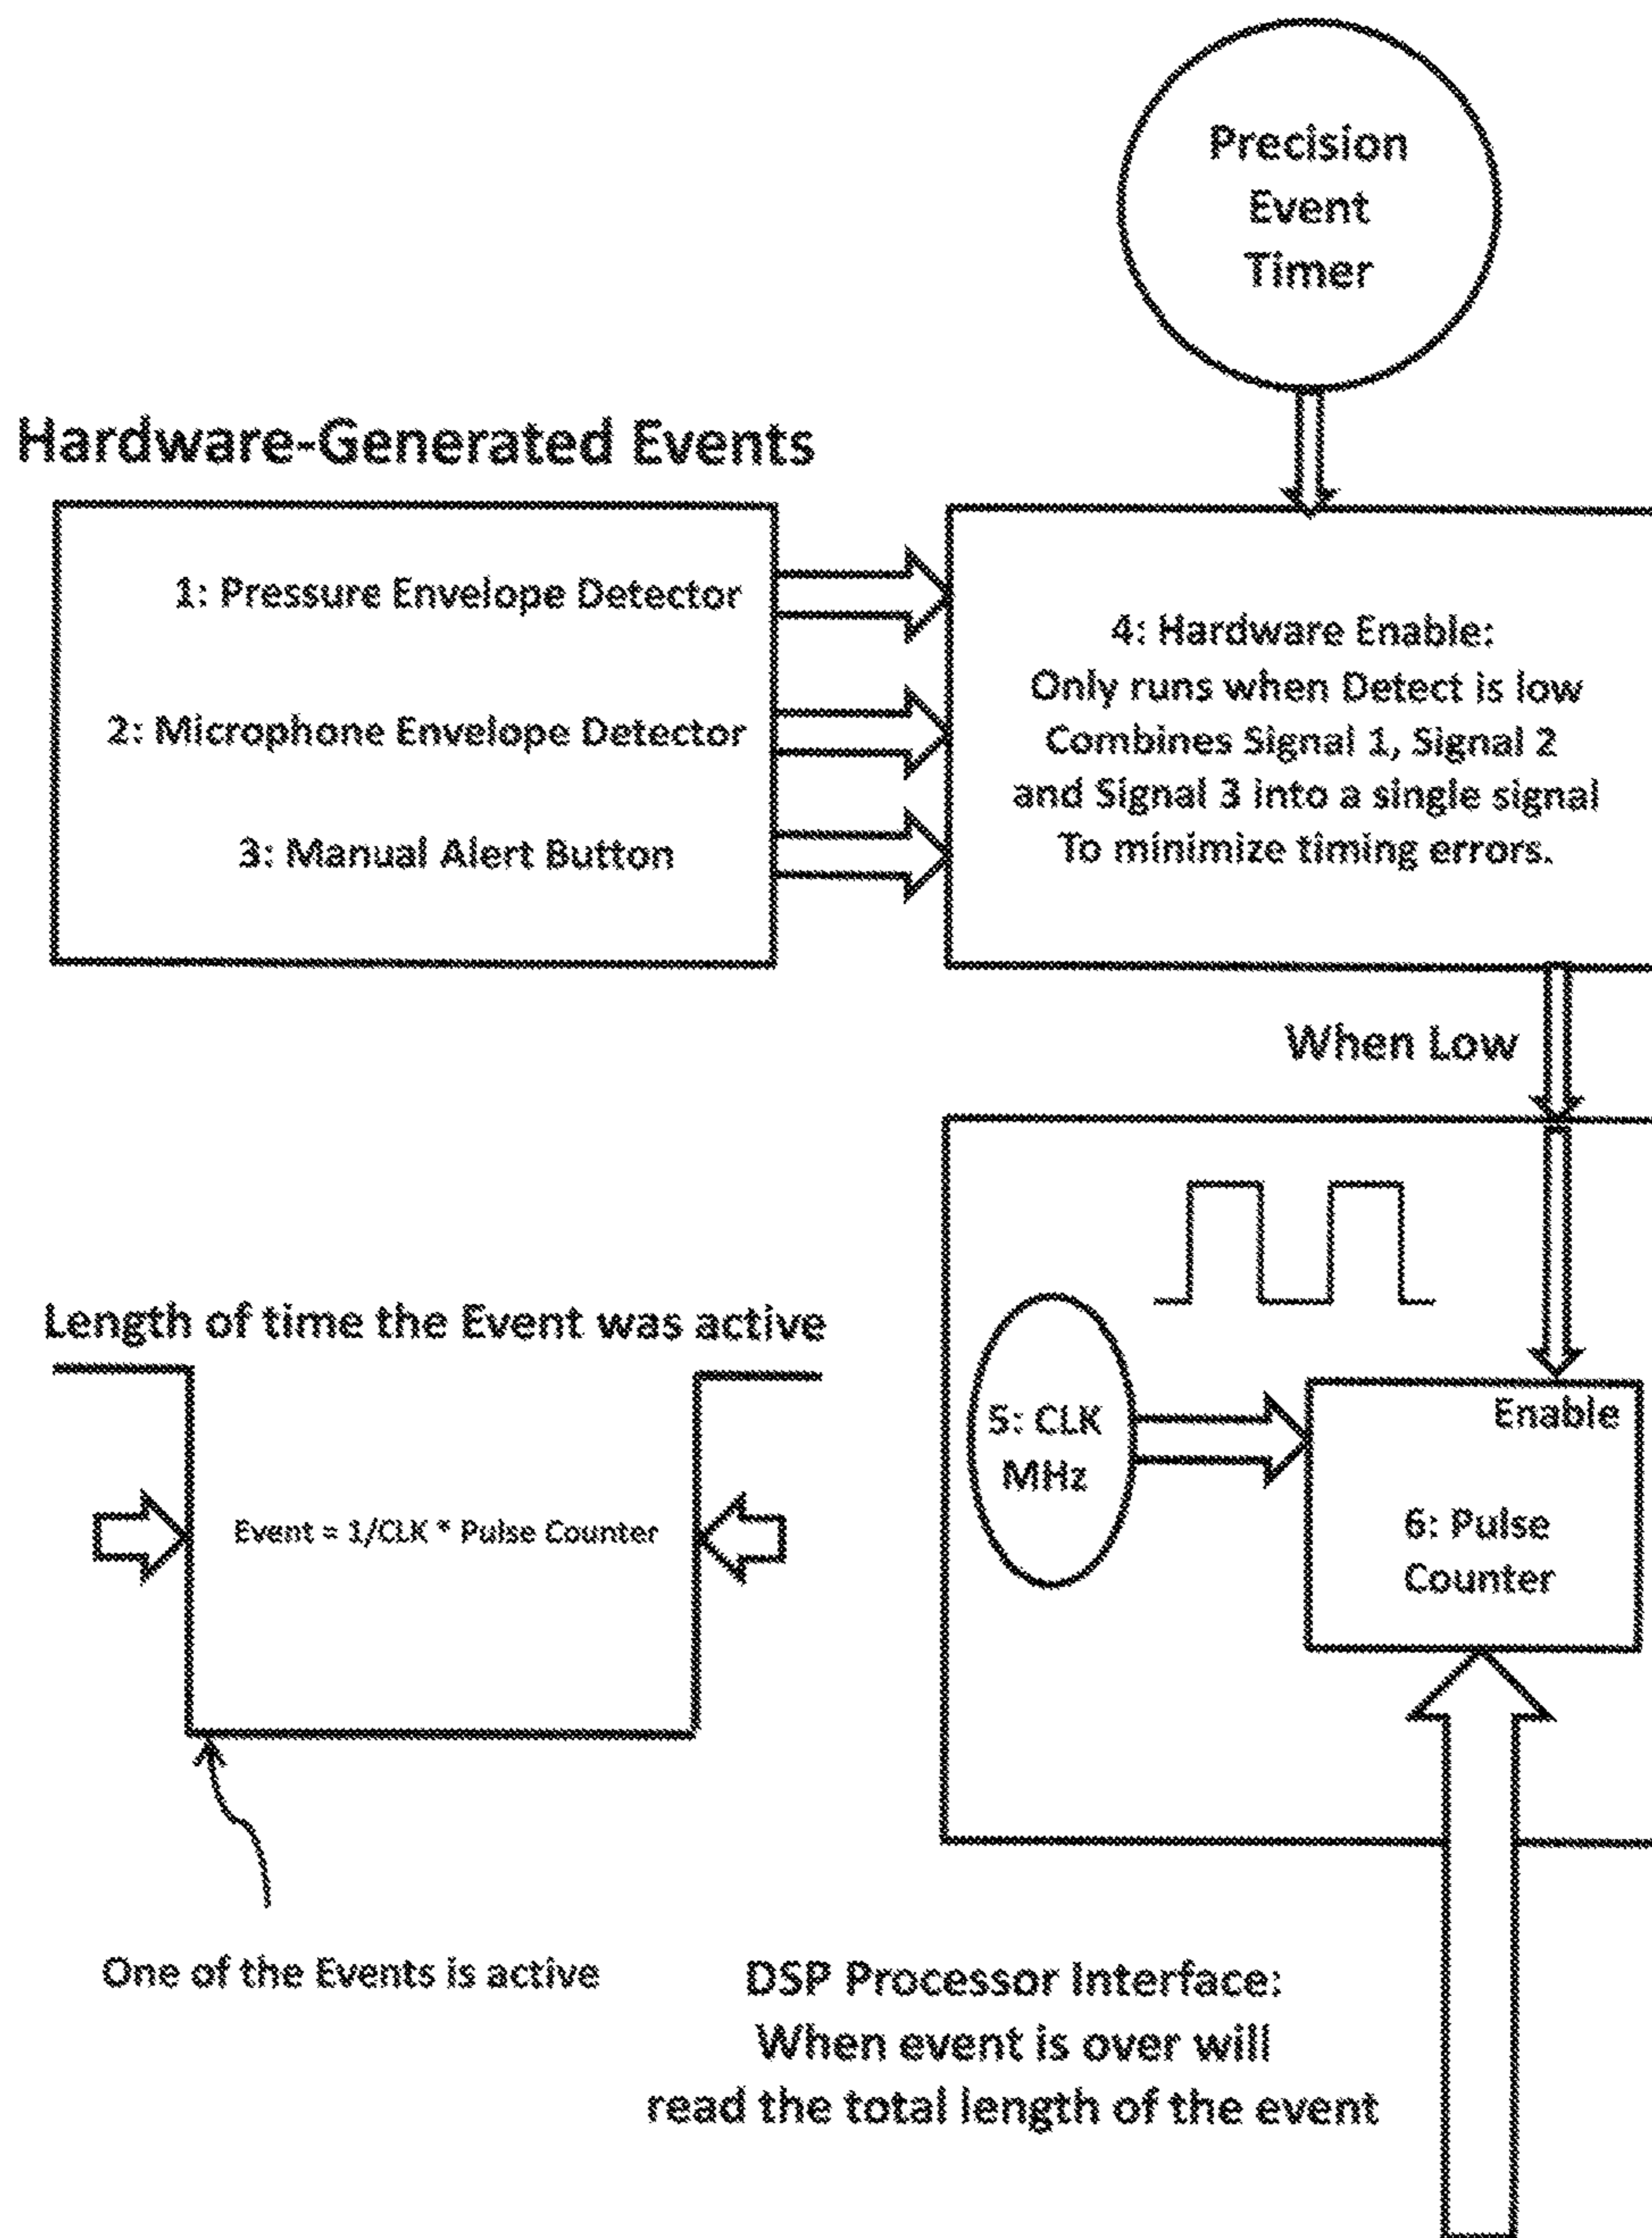 Precision
Event
Timer
Hardware-Generated Events
1: Pressure Envelope Detector
2: Microphone Envelope Detector
3: Manual Alert Button
4: Hardware Enable:
Only runs when Detect is low
Combines Signal 1, Signal 2
and Signal 3 into a single signal
To minimize timing errors.
When Low
Length of time the Event was active
Event = 1/CLK * Pulse Counter
One of the Events is active
5: CLK
MHz
Enable
6: Pulse
Counter
DSP Processor Interface:
When event is over will
read the total length of the event